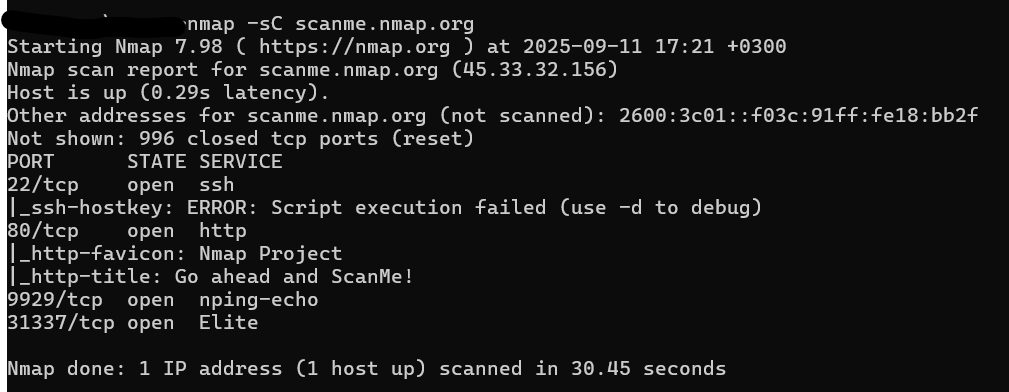 nmap -sC scanme.nmap.org
Starting Nmap 7.98 ( https://nmap.org ) at 2025-09-11 17:21 +0300
Nmap scan report for scanme.nmap.org (45.33.32.156)
Host is up (0.29s latency).
Other addresses for scanme.nmap.org (not scanned): 2600:3c01::f03c:91ff:fe18:bb2f
Not shown: 996 closed tcp ports (reset)
PORT      STATE SERVICE
22/tcp    open  ssh
|_ssh-hostkey: ERROR: Script execution failed (use -d to debug)
80/tcp    open  http
|_http-favicon: Nmap Project
|_http-title: Go ahead and ScanMe!
9929/tcp  open  nping-echo
31337/tcp open  Elite
Nmap done: 1 IP address (1 host up) scanned in 30.45 seconds